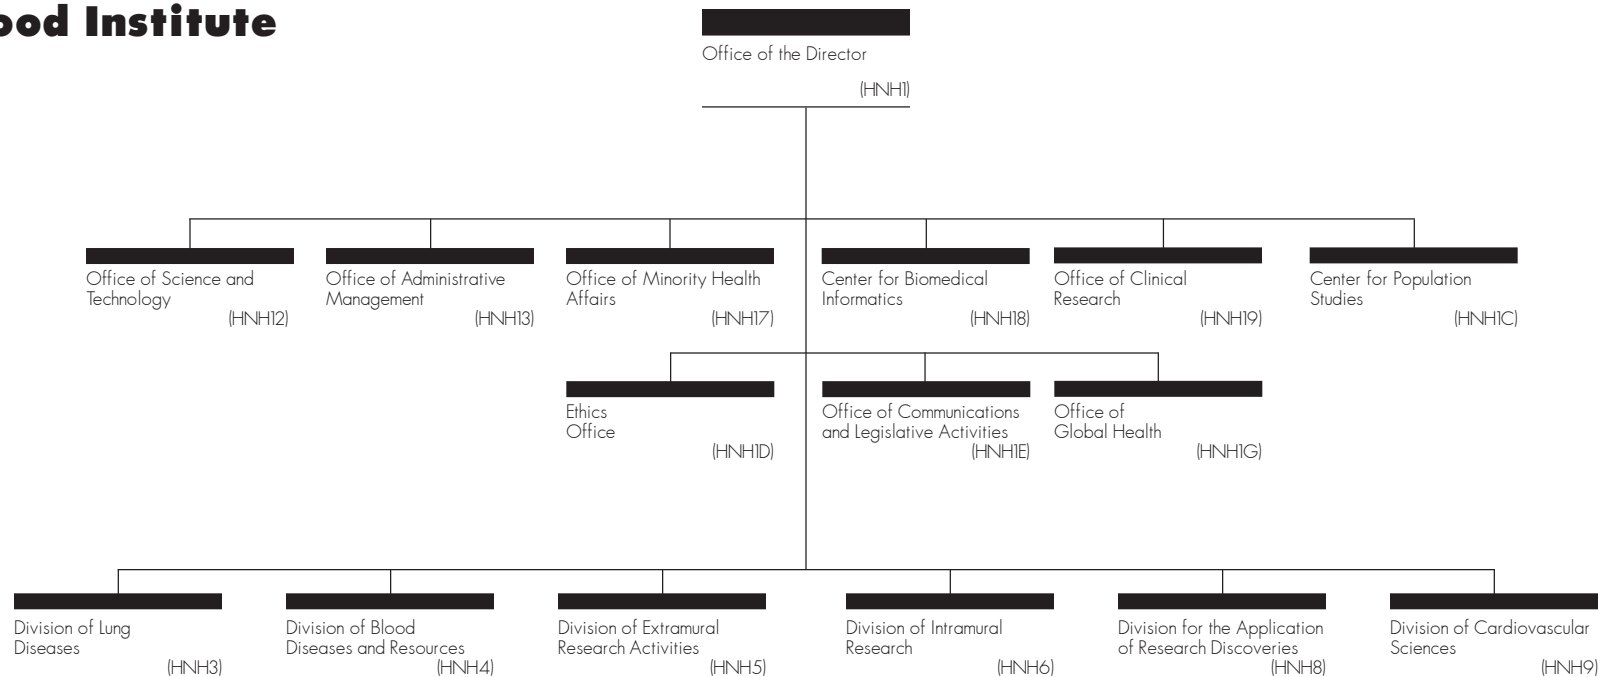 ood Institute
Office of the Director
(HNH1)
Office of Science and
Technology
(HNH12)
Office of Administrative
Management
(HNH13)
Office of Minority Health
Affairs
(HNH17)
Center for Biomedical
Informatics
(HNH18)
Office of Clinical
Research
(HNH19)
Center for Population
Studies
(HNH1C)
Ethics
Office
(HNH1D)
Office of Communications
and Legislative Activities
(HNH1E)
Office of
Global Health
(HNH1G)
Division of Lung
Diseases
(HNH3)
Division of Blood
Diseases and Resources
(HNH4)
Division of Extramural
Research Activities
(HNH5)
Division of Intramural
Research
(HNH6)
Division for the Application
of Research Discoveries
(HNH8)
Division of Cardiovascular
Sciences
(HNH9)